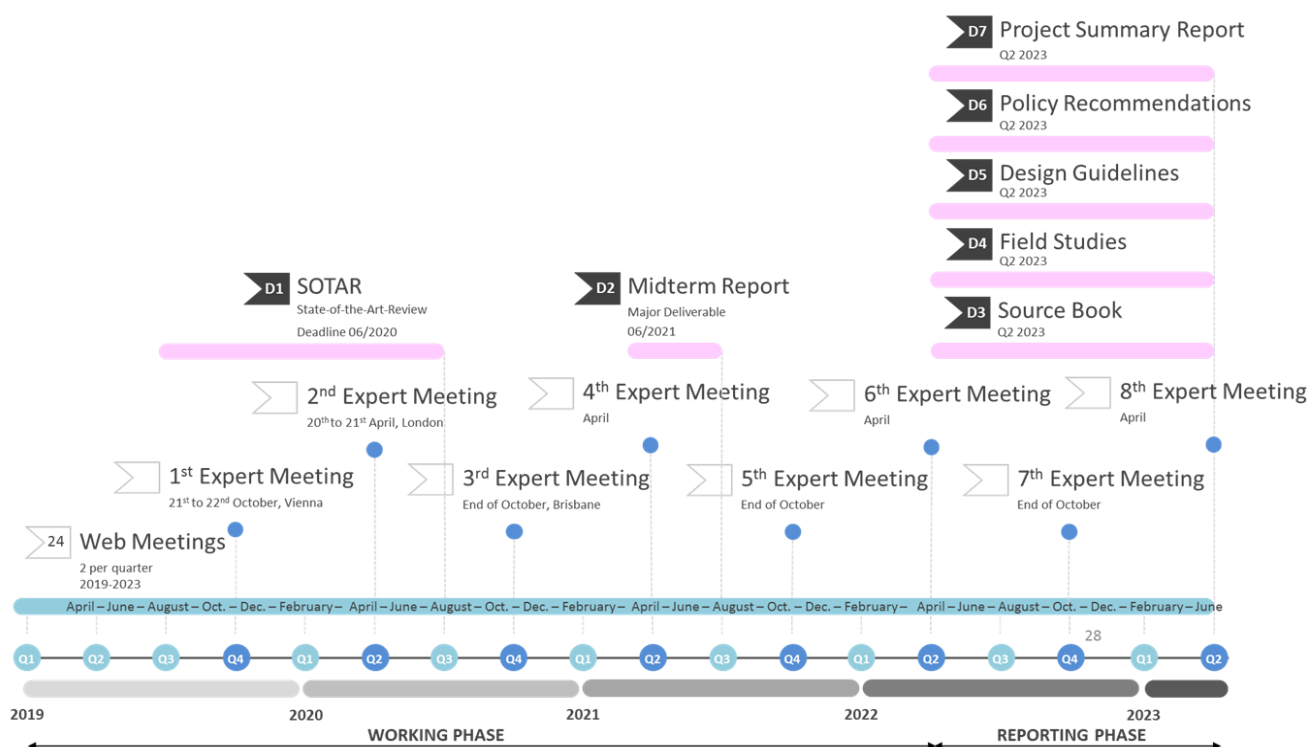 D7 Project Summary Report
Q2 2023
D6 Policy Recommendations
Q2 2023
D5 Design Guidelines
Q2 2023
D4 Field Studies
Q2 2023
D1 SOTAR
State-of-the-Art-Review
Deadline 06/2020
D2 Midterm Report
Major Deliverable
06/2021
D3 Source Book
Q2 2023
2nd Expert Meeting
20th to 21st April, London
4th Expert Meeting
April
6th Expert Meeting
April
8th Expert Meeting
April
1st Expert Meeting
21st to 22nd October, Vienna
3rd Expert Meeting
End of October, Brisbane
5th Expert Meeting
End of October
7th Expert Meeting
End of October
24 Web Meetings
2 per quarter
2019-2023
April – June – August – Oct. – Dec. – February – April – June – August – Oct. – Dec. – February – April – June – August – Oct. – Dec. – February – April – June – August – Oct. – Dec. – February – June
28
Q1 Q2 Q3 Q4 Q1 Q2 Q3 Q4 Q1 Q2 Q3 Q4 Q1 Q2 Q3 Q4 Q1 Q2
2019 2020 2021 2022 2023
WORKING PHASE REPORTING PHASE